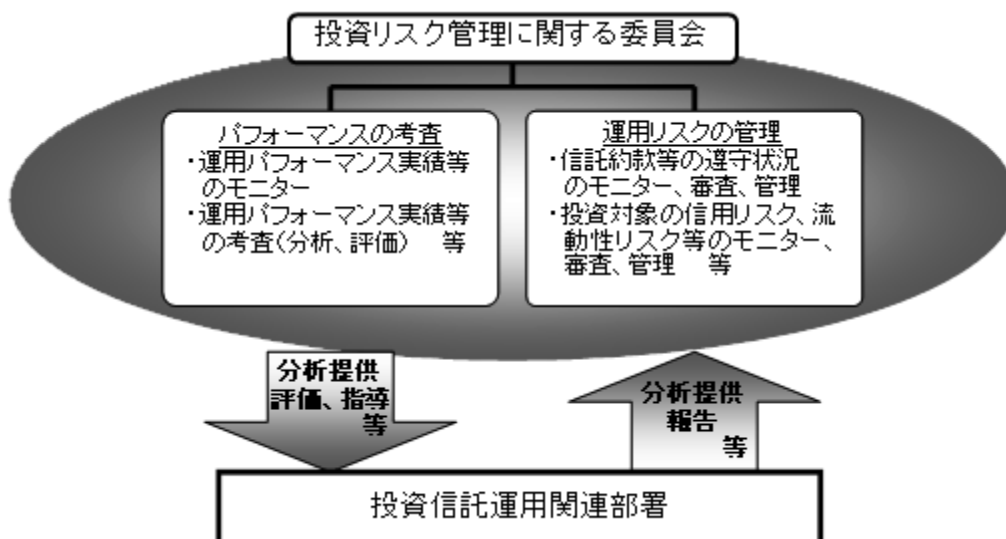 投資リスク管理に関する委員会
パフォーマンスの考査
・運用パフォーマンス実績等
のモニター
・運用パフォーマンス実績等
の考査(分析、評価) 等
運用リスクの管理
・信託約款等の遵守状況
のモニター、審査、管理
・投資対象の信用リスク、流
動性リスク等のモニター、
審査、管理 等
分析提供
評価、指導
等
分析提供
報告
等
投資信託運用関連部署